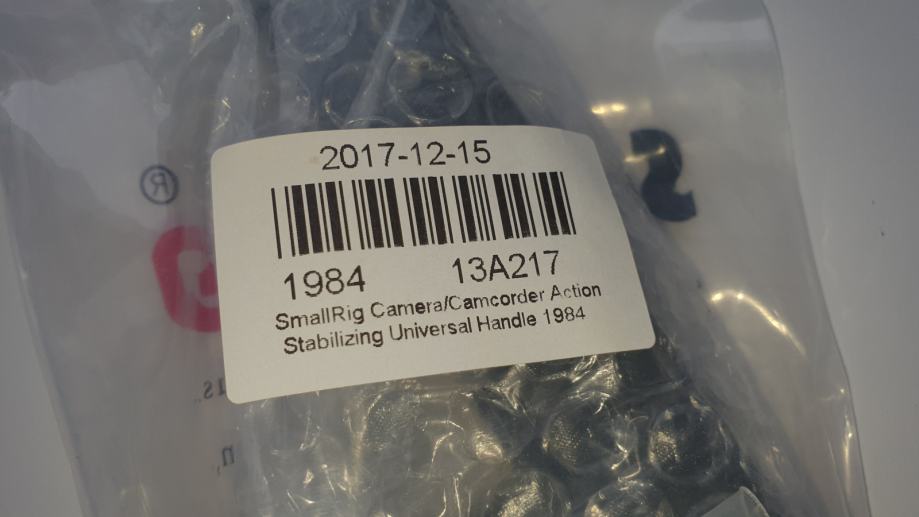 2017-12-15
1984 13A217
SmallRig Camera/Camcorder Action
Stabilizing Universal Handle 1984
®
S